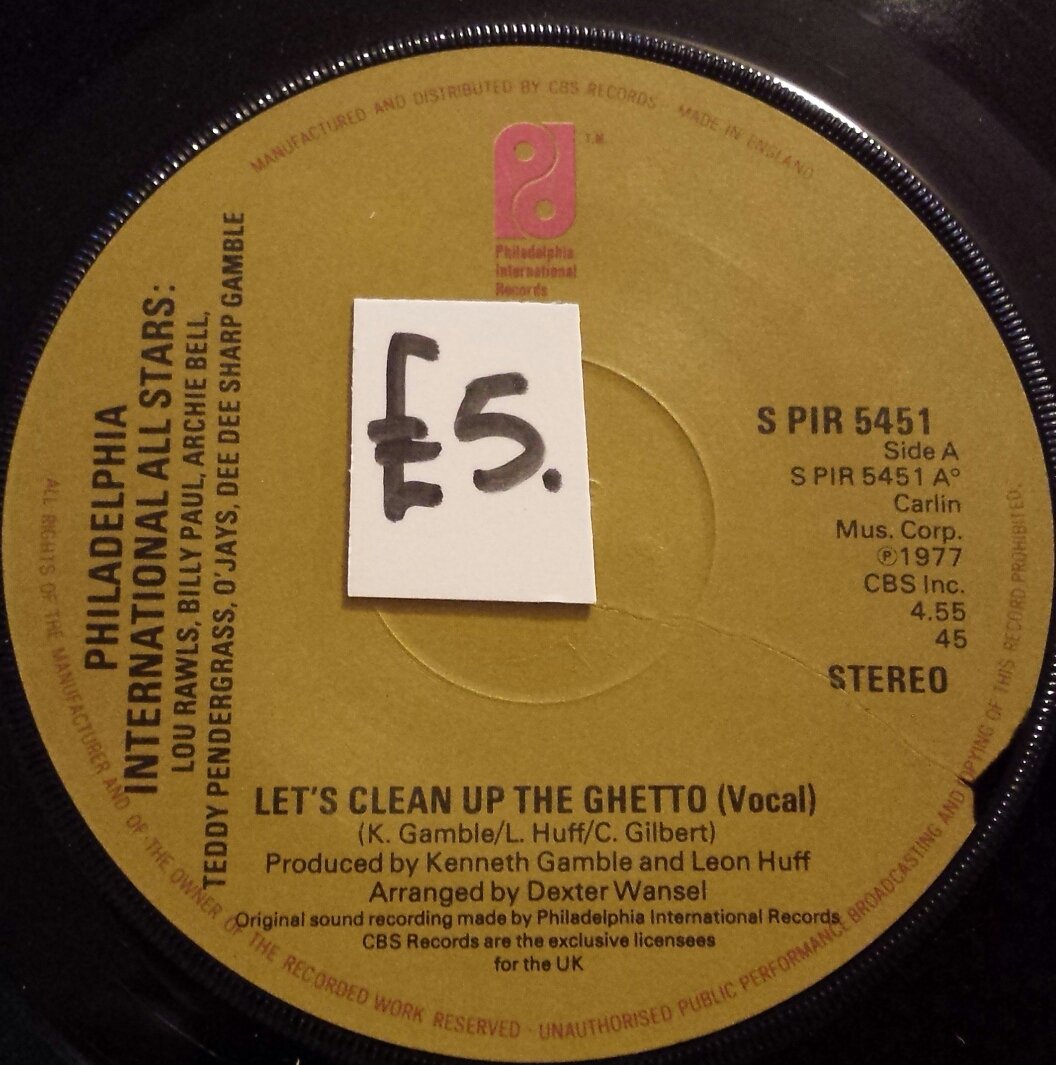 MANUFACTURED AND DISTRIBUTED BY CBS RECORDS · MADE IN ENGLAND
T.M.
Philadelphia
International
Records
PHILADELPHIA
INTERNATIONAL ALL STARS:
LOU RAWLS, BILLY PAUL, ARCHIE BELL,
TEDDY PENDERGRASS, O'JAYS, DEE DEE SHARP GAMBLE
£5.
S PIR 5451
Side A
S PIR 5451 A°
Carlin
Mus. Corp.
℗1977
CBS Inc.
4.55
45
STEREO
LET'S CLEAN UP THE GHETTO (Vocal)
(K. Gamble/L. Huff/C. Gilbert)
Produced by Kenneth Gamble and Leon Huff
Arranged by Dexter Wansel
Original sound recording made by Philadelphia International Records
CBS Records are the exclusive licensees
for the UK
ALL RIGHTS OF THE MANUFACTURER AND OF THE OWNER OF THE RECORDED WORK RESERVED · UNAUTHORISED PUBLIC PERFORMANCE BROADCASTING AND COPYING OF THIS RECORD PROHIBITED.